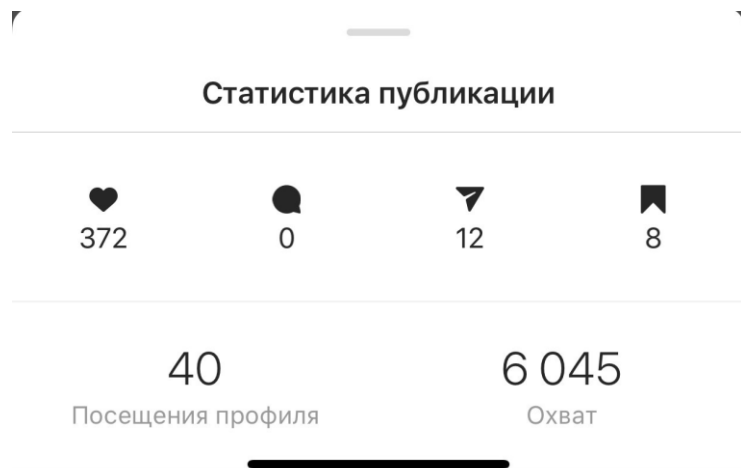 Статистика публикации
372 0 12 8
40 6 045
Посещения профиля Охват